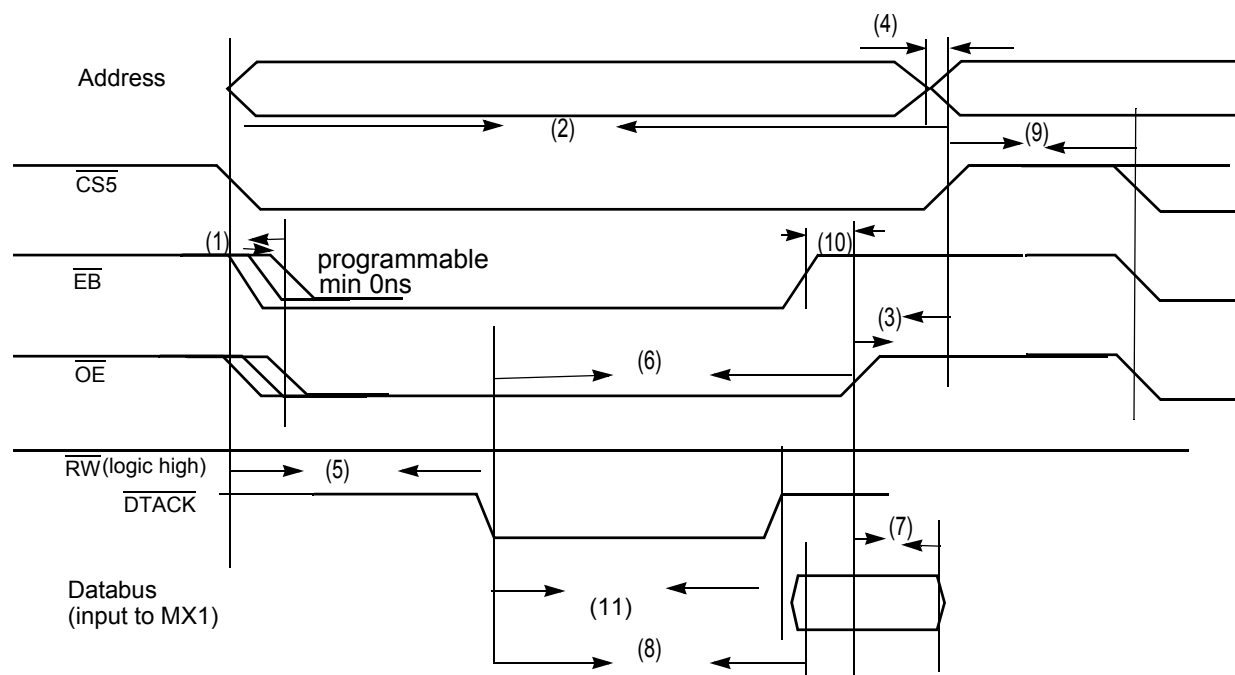 (4)
Address
(2)
(9)
CS5
(1)
(10)
programmable
min 0ns
EB
(3)
(6)
OE
RW(logic high)
(5)
DTACK
(7)
Databus
(input to MX1)
(11)
(8)